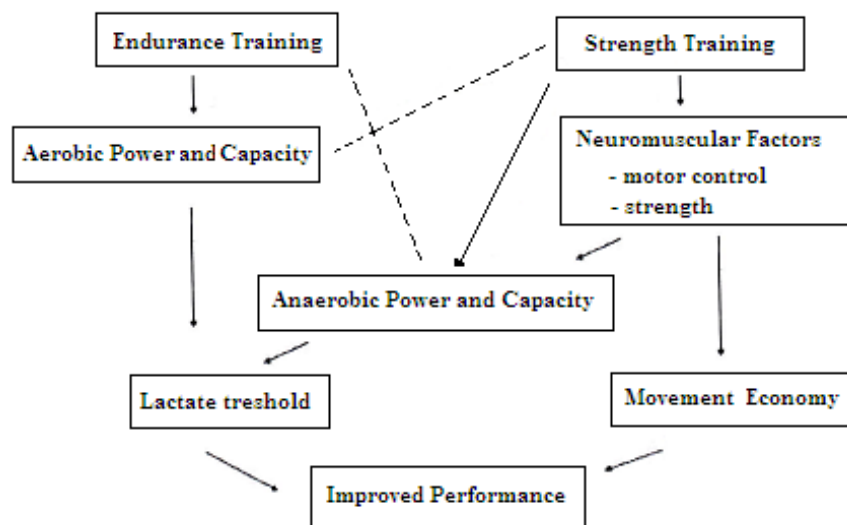 Endurance Training
Strength Training
Aerobic Power and Capacity
Neuromuscular Factors
- motor control
- strength
Anaerobic Power and Capacity
Lactate treshold
Movement Economy
Improved Performance